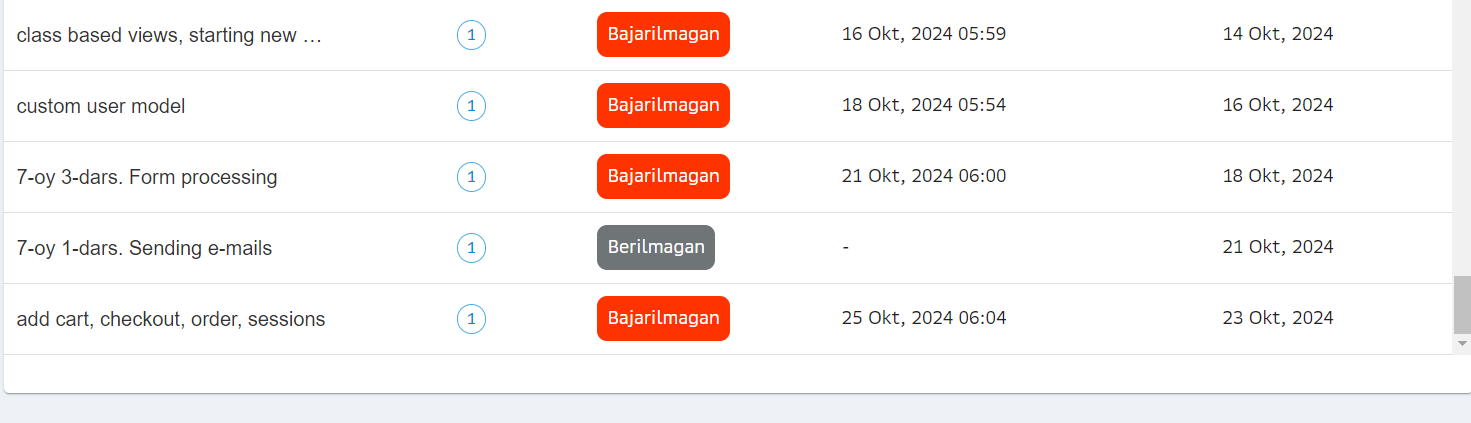 class based views, starting new … 1 Bajarilmagan 16 Okt, 2024 05:59 14 Okt, 2024
custom user model 1 Bajarilmagan 18 Okt, 2024 05:54 16 Okt, 2024
7-oy 3-dars. Form processing 1 Bajarilmagan 21 Okt, 2024 06:00 18 Okt, 2024
7-oy 1-dars. Sending e-mails 1 Berilmagan - 21 Okt, 2024
add cart, checkout, order, sessions 1 Bajarilmagan 25 Okt, 2024 06:04 23 Okt, 2024